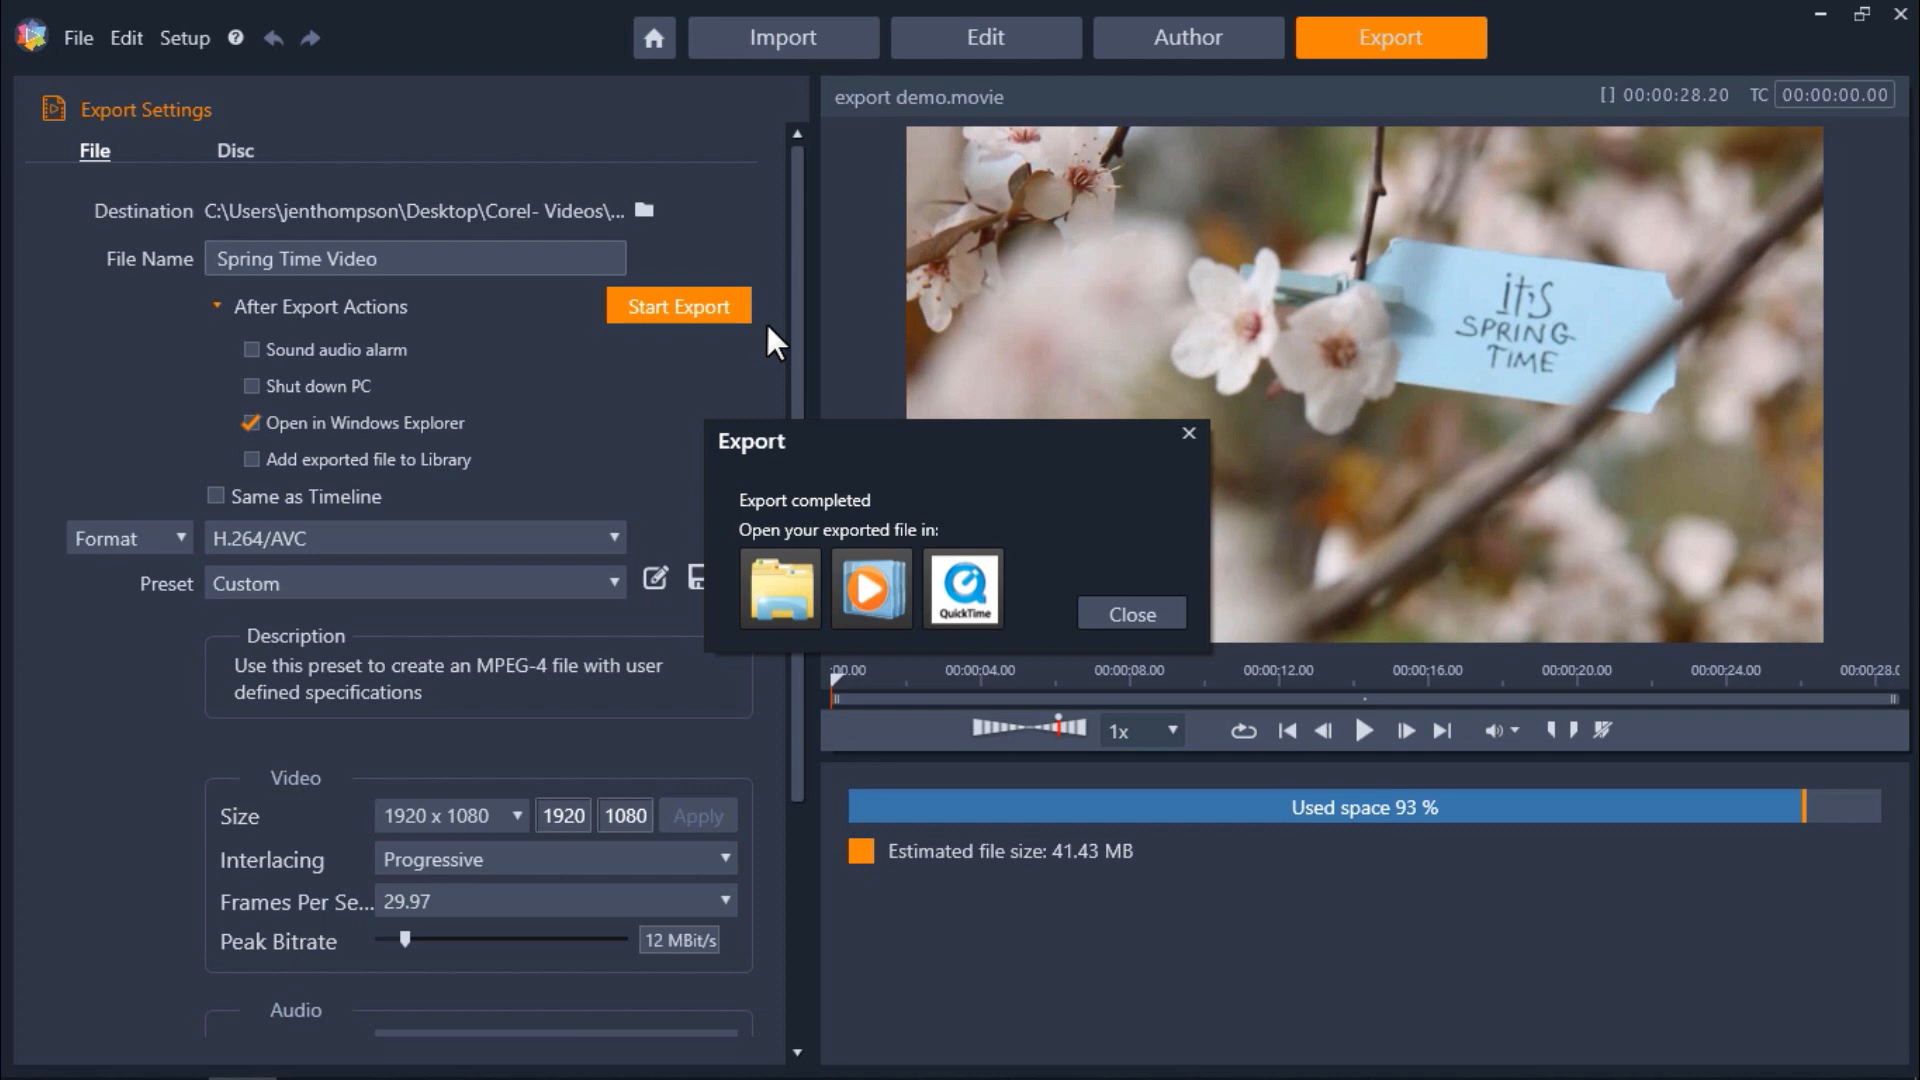 File Edit Setup ?
Import Edit Author Export
Export Settings
File Disc
Destination C:\Users\jenthompson\Desktop\Corel- Videos\...
File Name Spring Time Video
After Export Actions Start Export
Sound audio alarm
Shut down PC
Open in Windows Explorer
Add exported file to Library
Same as Timeline
Format H.264/AVC
Preset Custom
Description
Use this preset to create an MPEG-4 file with user
defined specifications
Video
Size 1920 x 1080 1920 1080 Apply
Interlacing Progressive
Frames Per Se... 29.97
Peak Bitrate 12 MBit/s
Audio
export demo.movie [] 00:00:28.20 TC 00:00:00.00
IT'S
SPRING
TIME
Export
Export completed
Open your exported file in:
QuickTime
Close
:00.00 00:00:04.00 00:00:08.00 00:00:12.00 00:00:16.00 00:00:20.00 00:00:24.00 00:00:28.0
1x
Used space 93 %
Estimated file size: 41.43 MB